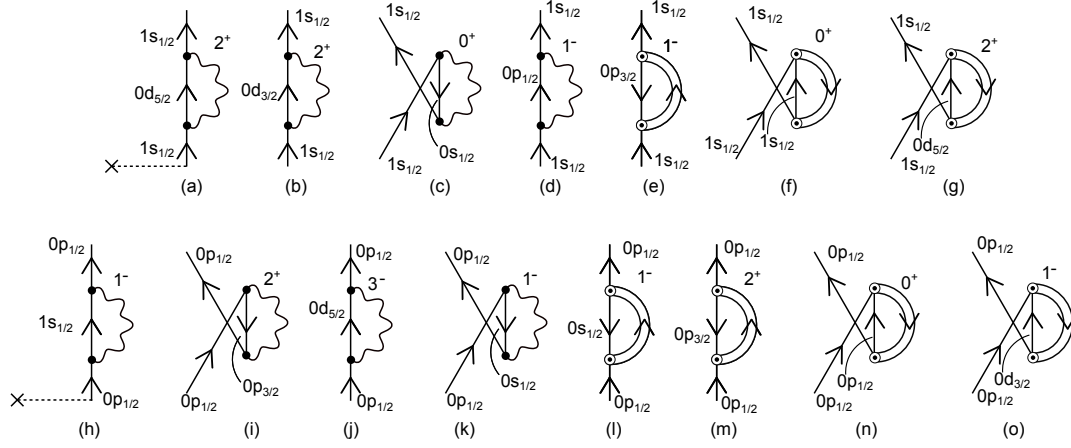 1s1/2 1s1/2 1s1/2 1s1/2 1s1/2 1s1/2 1s1/2
2+ 2+ 0+ 1- 1- 0+ 2+
0d5/2 0d3/2 0p1/2 0p3/2
1s1/2 0d5/2
1s1/2 1s1/2 1s1/2 0s1/2 1s1/2 1s1/2 1s1/2 1s1/2
(a) (b) (c) (d) (e) (f) (g)
0p1/2 0p1/2 0p1/2 0p1/2 0p1/2 0p1/2 0p1/2 0p1/2
1- 2+ 3- 1- 1- 2+ 0+ 1-
1s1/2 0d5/2 0s1/2 0p3/2
0p3/2 0s1/2 0p1/2 0d3/2
0p1/2 0p1/2 0p1/2 0p1/2 0p1/2 0p1/2 0p1/2 0p1/2
(h) (i) (j) (k) (l) (m) (n) (o)